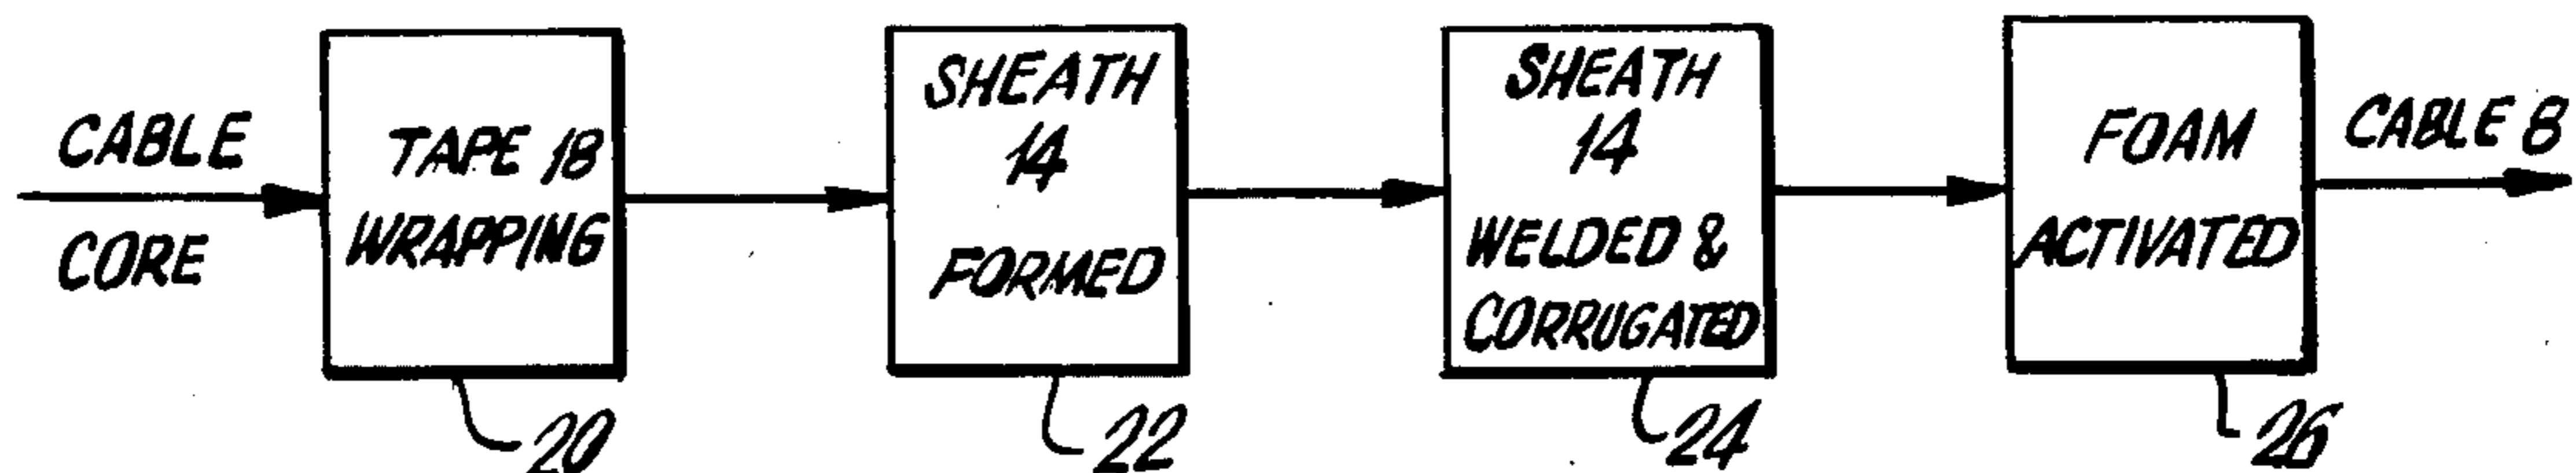 CABLE
CORE
TAPE 18
WRAPPING
20
SHEATH
14
FORMED
22
SHEATH
14
WELDED &
CORRUGATED
24
FOAM
ACTIVATED
26
CABLE 8